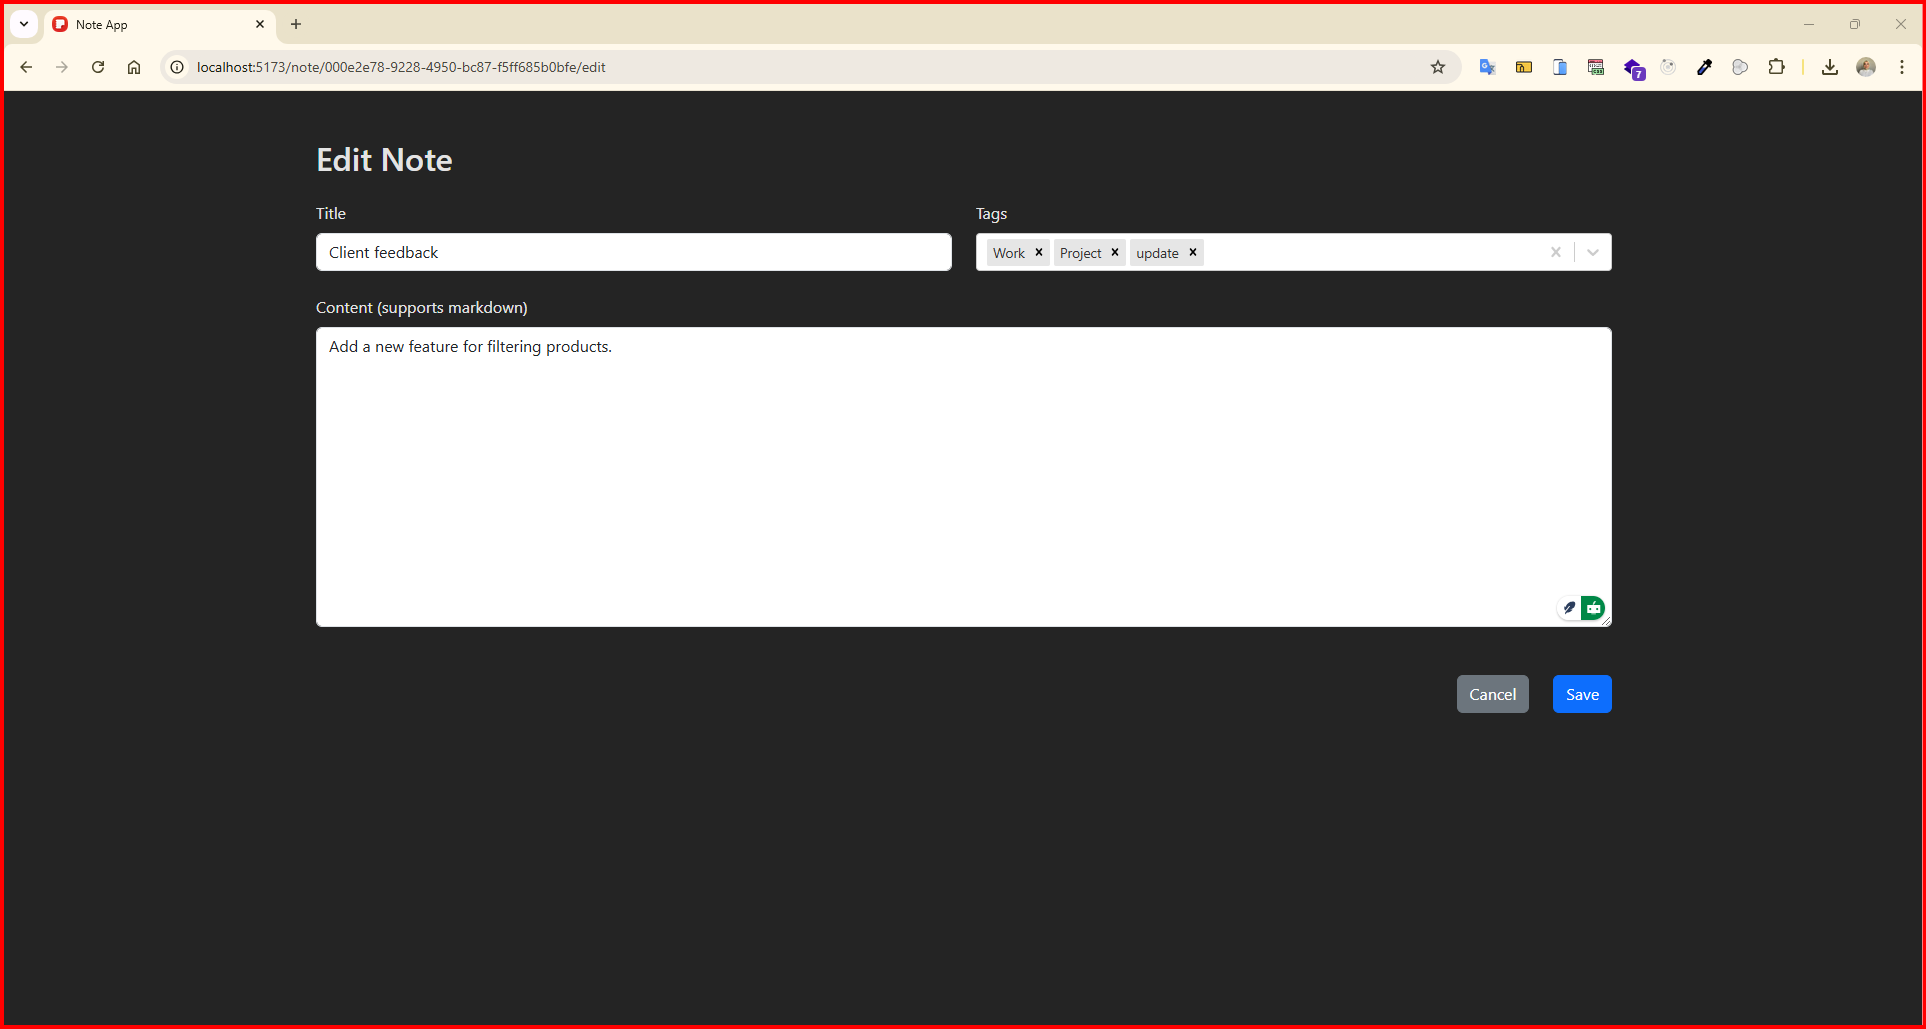 Note App
localhost:5173/note/000e2e78-9228-4950-bc87-f5ff685b0bfe/edit
7
Edit Note
Title
Tags
Client feedback
Work Project update
Content (supports markdown)
Add a new feature for filtering products.
Cancel Save